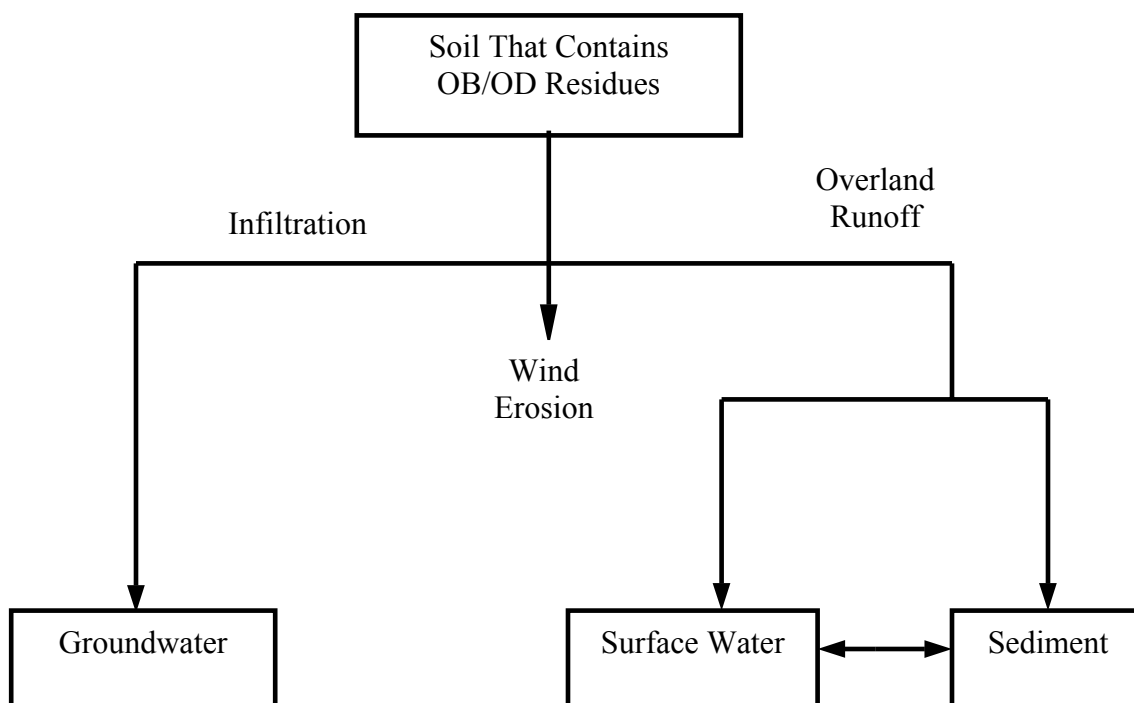 Soil That Contains
OB/OD Residues
Overland
Runoff
Infiltration
Wind
Erosion
Groundwater
Surface Water
Sediment